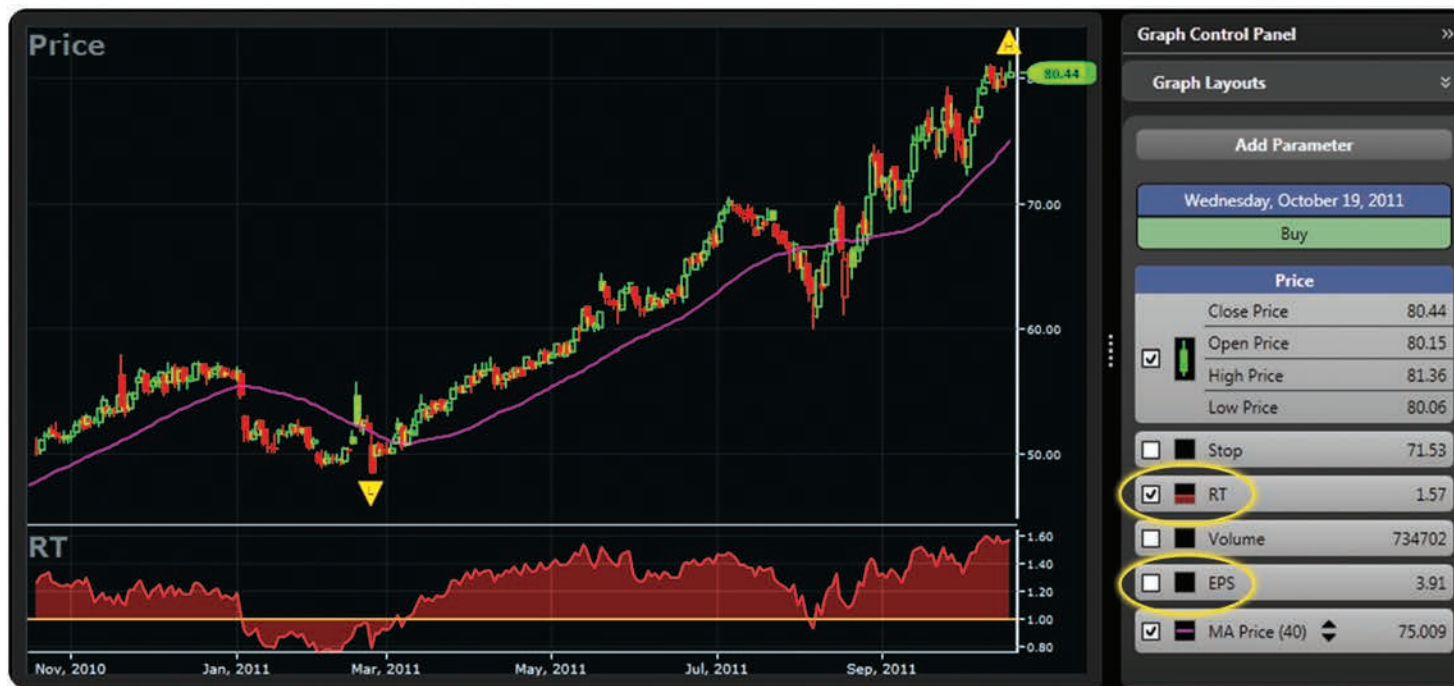 Price
H
80.44
70.00
60.00
50.00
L
RT
1.60
1.40
1.20
1.00
0.80
Nov, 2010 Jan, 2011 Mar, 2011 May, 2011 Jul, 2011 Sep, 2011
Graph Control Panel »
Graph Layouts
Add Parameter
Wednesday, October 19, 2011
Buy
Price
Close Price 80.44
Open Price 80.15
High Price 81.36
Low Price 80.06
Stop 71.53
RT 1.57
Volume 734702
EPS 3.91
MA Price (40) 75.009